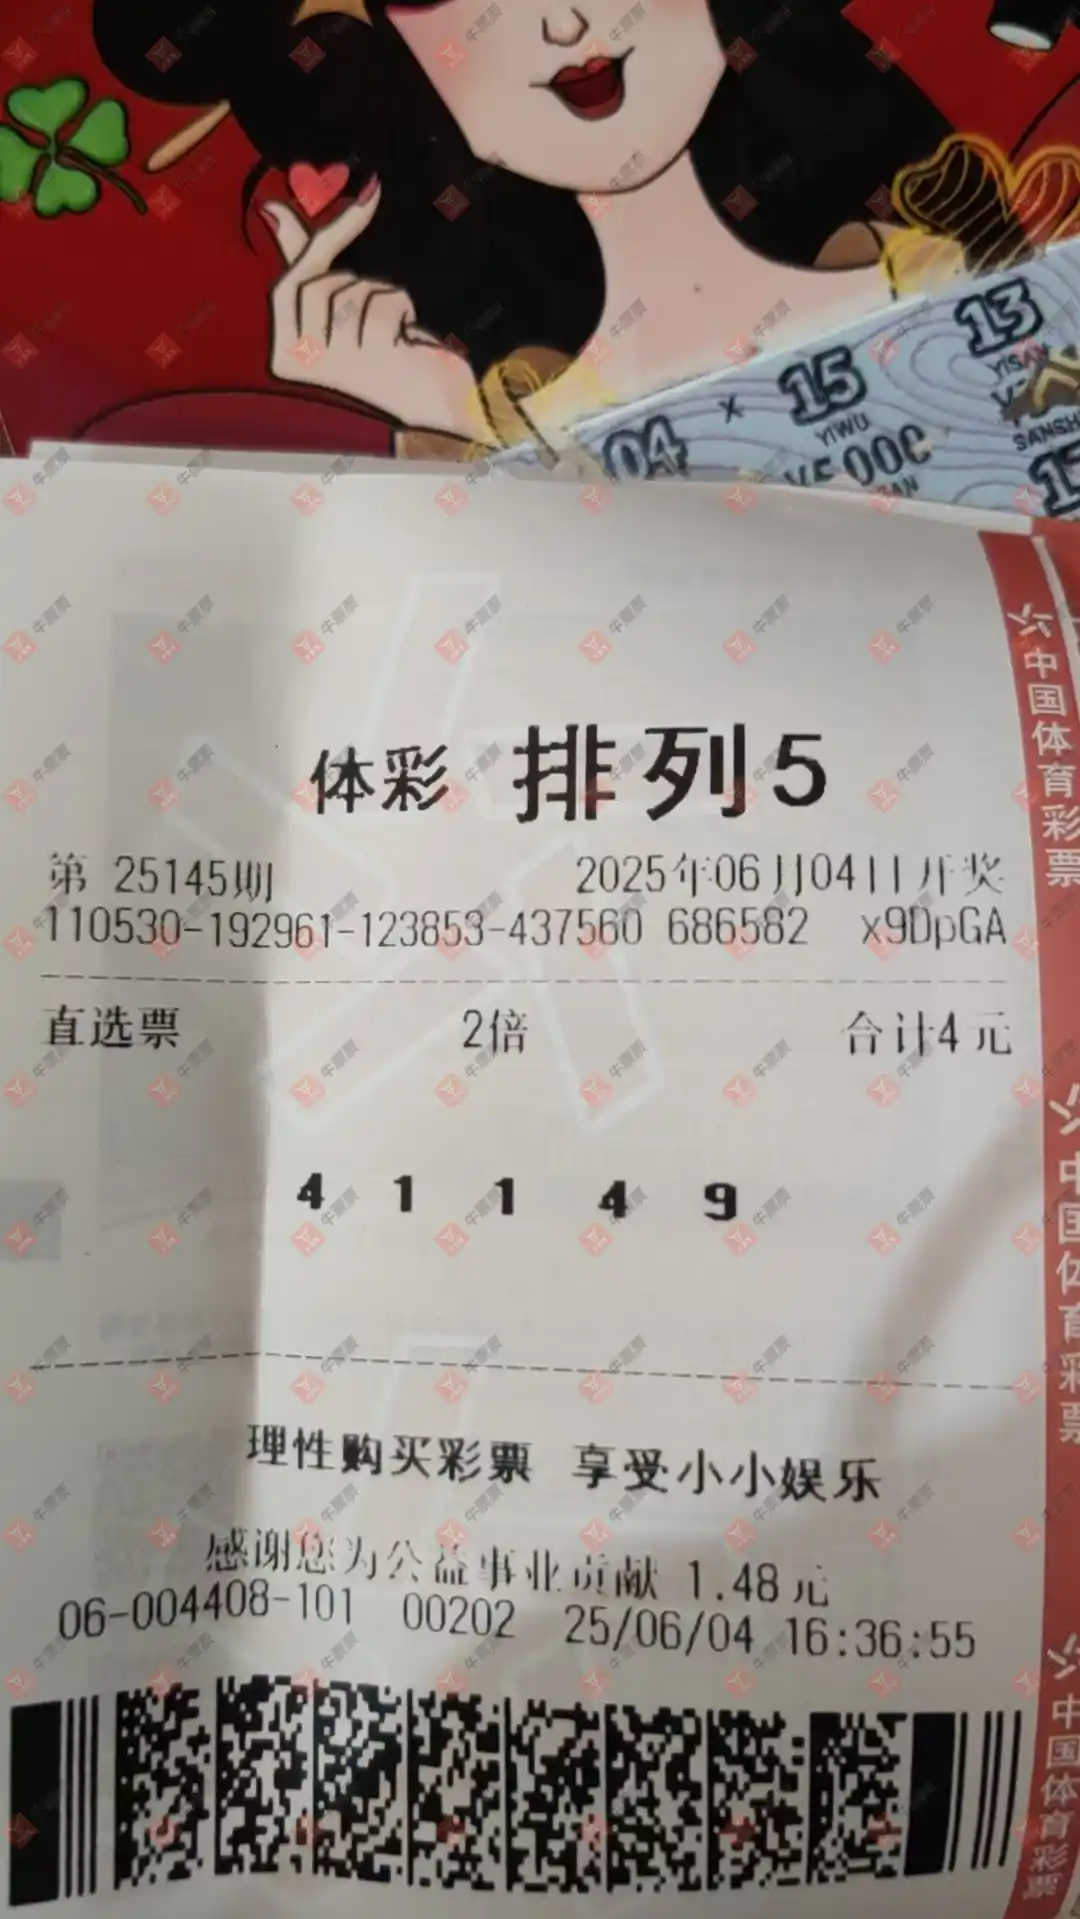 13
YISAN
15
YIWU
04
SANSH
体彩 排列5
第 25145期 2025年06月04日开奖
110530-192961-123853-437560 686582 x9DpGA
直选票 2倍 合计4元
4 1 1 4 9
理性购买彩票 享受小小娱乐
感谢您为公益事业贡献 1.48元
06-004408-101 00202 25/06/04 16:36:55
中国体育彩票
中国体育彩票
中国体育彩票